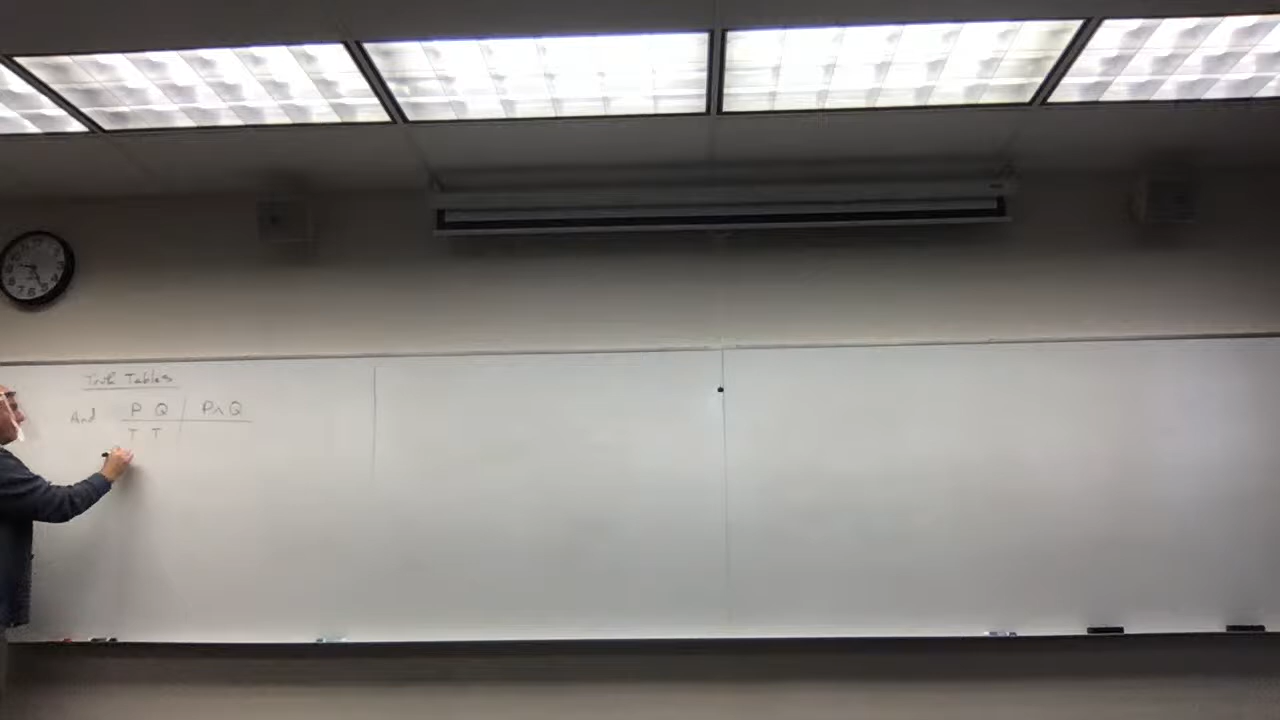 Truth Tables
And P Q P∧Q
T T